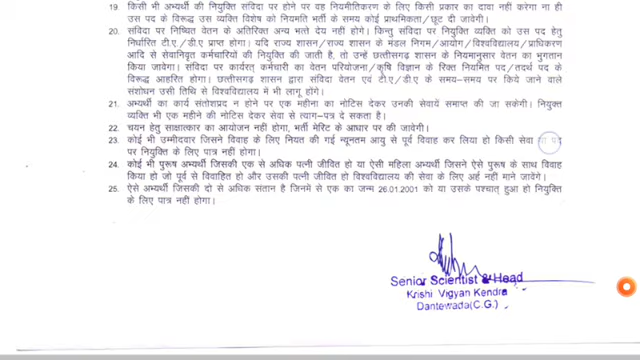 19. किसी भी अभ्यर्थी की नियुक्ति संविदा पर होने पर वह नियमीतिकरण के लिए किसी प्रकार का दावा नहीं करेगा ना ही
उस पद के विरूद्ध उस व्यक्ति विशेष को नियमति भर्ती के समय कोई प्राथमिकता/छूट दी जावेगी।
20. संविदा पर निश्चित वेतन के अतिरिक्त अन्य भत्ते देय नहीं होगे। किन्तु संविदा पर नियुक्ति व्यक्ती को उस पद हेतु
निर्धारित टी.ए./डी.ए प्राप्त होगा। यदि राज्य शासन/राज्य शासन के मंडल निगम/आयोग/विश्वविद्यालय/प्राधिकरण
आदि से सेवानिवृत कर्मचारियों की नियुक्ति की जाती है, तो उन्हें छत्तीसगढ़ शासन के नियमानुसार वेतन का भुगतान
किया जावेगा। संविदा पर कार्यरत् कर्मचारी का वेतन परियोजना/कृषि विज्ञान के रिक्त नियमित पद/तदर्थ पद के
विरूद्ध आहरित होगा। छत्तीसगढ़ शासन द्वारा संविदा वेतन एवं टी.ए/डी.ए के समय-समय पर किये जाने वाले
संशोधन उसी तिथि से विश्वविद्यालय में भी लागू होंगे।
21. अभ्यर्थी का कार्य संतोशप्रद न होने पर एक महीना का नोटिस देकर उनकी सेवायें समाप्त की जा सकेंगी। नियुक्त
व्यक्ति भी एक महीने की नोटिस देकर सेवा से त्याग-पत्र दे सकता है।
22. चयन हेतु साक्षात्कार का आयोजन नहीं होगा, भर्ती मेरिट के आधार पर की जावेगी।
23. कोई भी उम्मीदवार जिसने विवाह के लिए नियत की गई न्यूनतम आयु से पूर्व विवाह कर लिया हो किसी सेवा या पद
पर नियुक्ति के लिए पात्र नहीं होगा।
24. कोई भी पुरूष अभ्यर्थी जिसकी एक से अधिक पत्नी जीवित हो या ऐसी महिला अभ्यर्थी जिसने ऐसे पुरूष के साथ विवाह
किया हो जो पूर्व से विवाहित हो और उसकी पत्नी जीवित हो विश्वविद्यालय की सेवा के लिए अर्ह नहीं माने जावेगे।
25. ऐसे अभ्यर्थी जिसकी दो से अधिक संतान है जिनमें से एक का जन्म 26.01.2001 को या उसके पश्चात् हुआ हो नियुक्ति
के लिए पात्र नहीं होगा।
Senior Scientist & Head
Krishi Vigyan Kendra
Dantewada(C.G.)